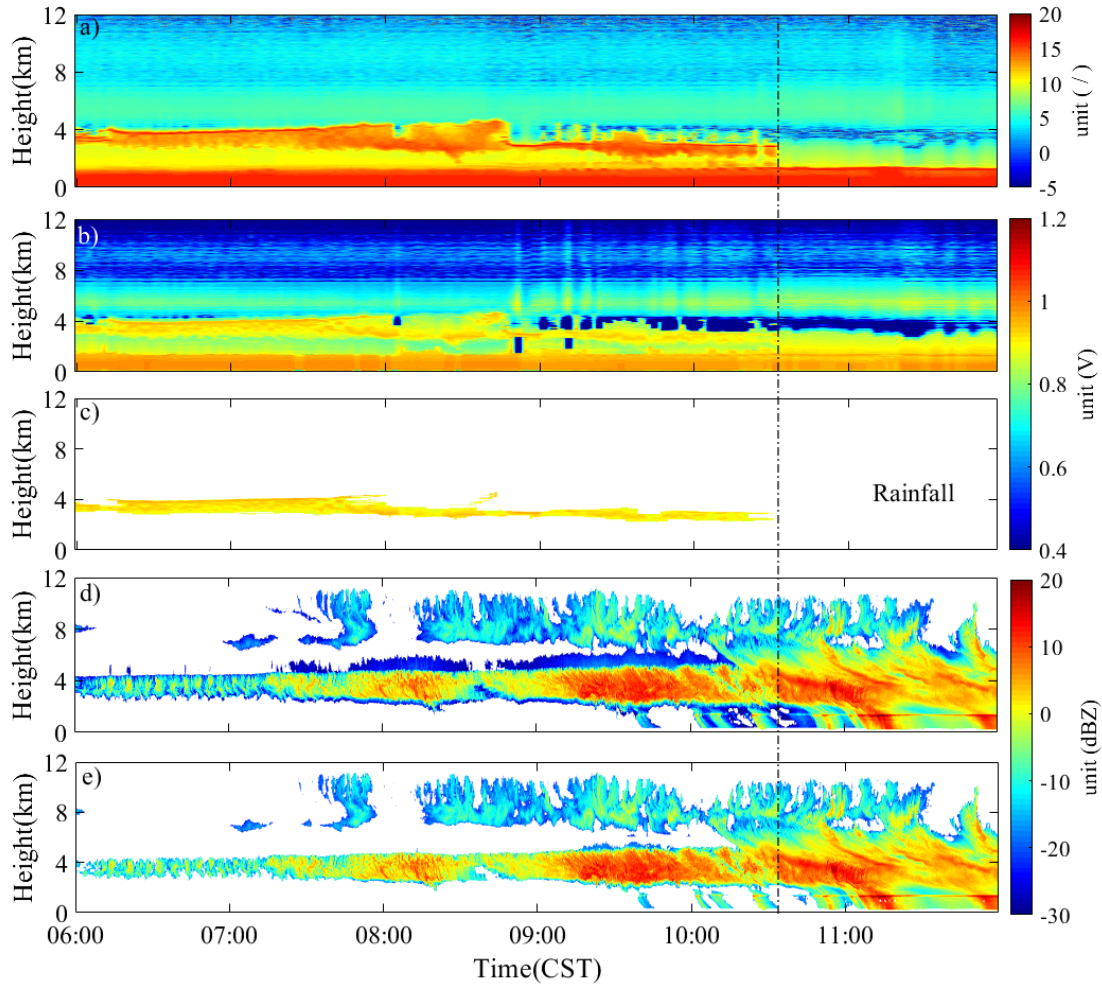 a)
Height(km)
12
8
4
0
20
15
10
5
0
-5
unit ( / )
b)
Height(km)
12
8
4
0
1.2
1
0.8
0.6
0.4
unit (V)
c)
Height(km)
12
8
4
0
Rainfall
d)
Height(km)
12
8
4
0
20
10
0
-10
-20
-30
unit (dBZ)
e)
Height(km)
12
8
4
0
06:00 07:00 08:00 09:00 10:00 11:00
Time(CST)